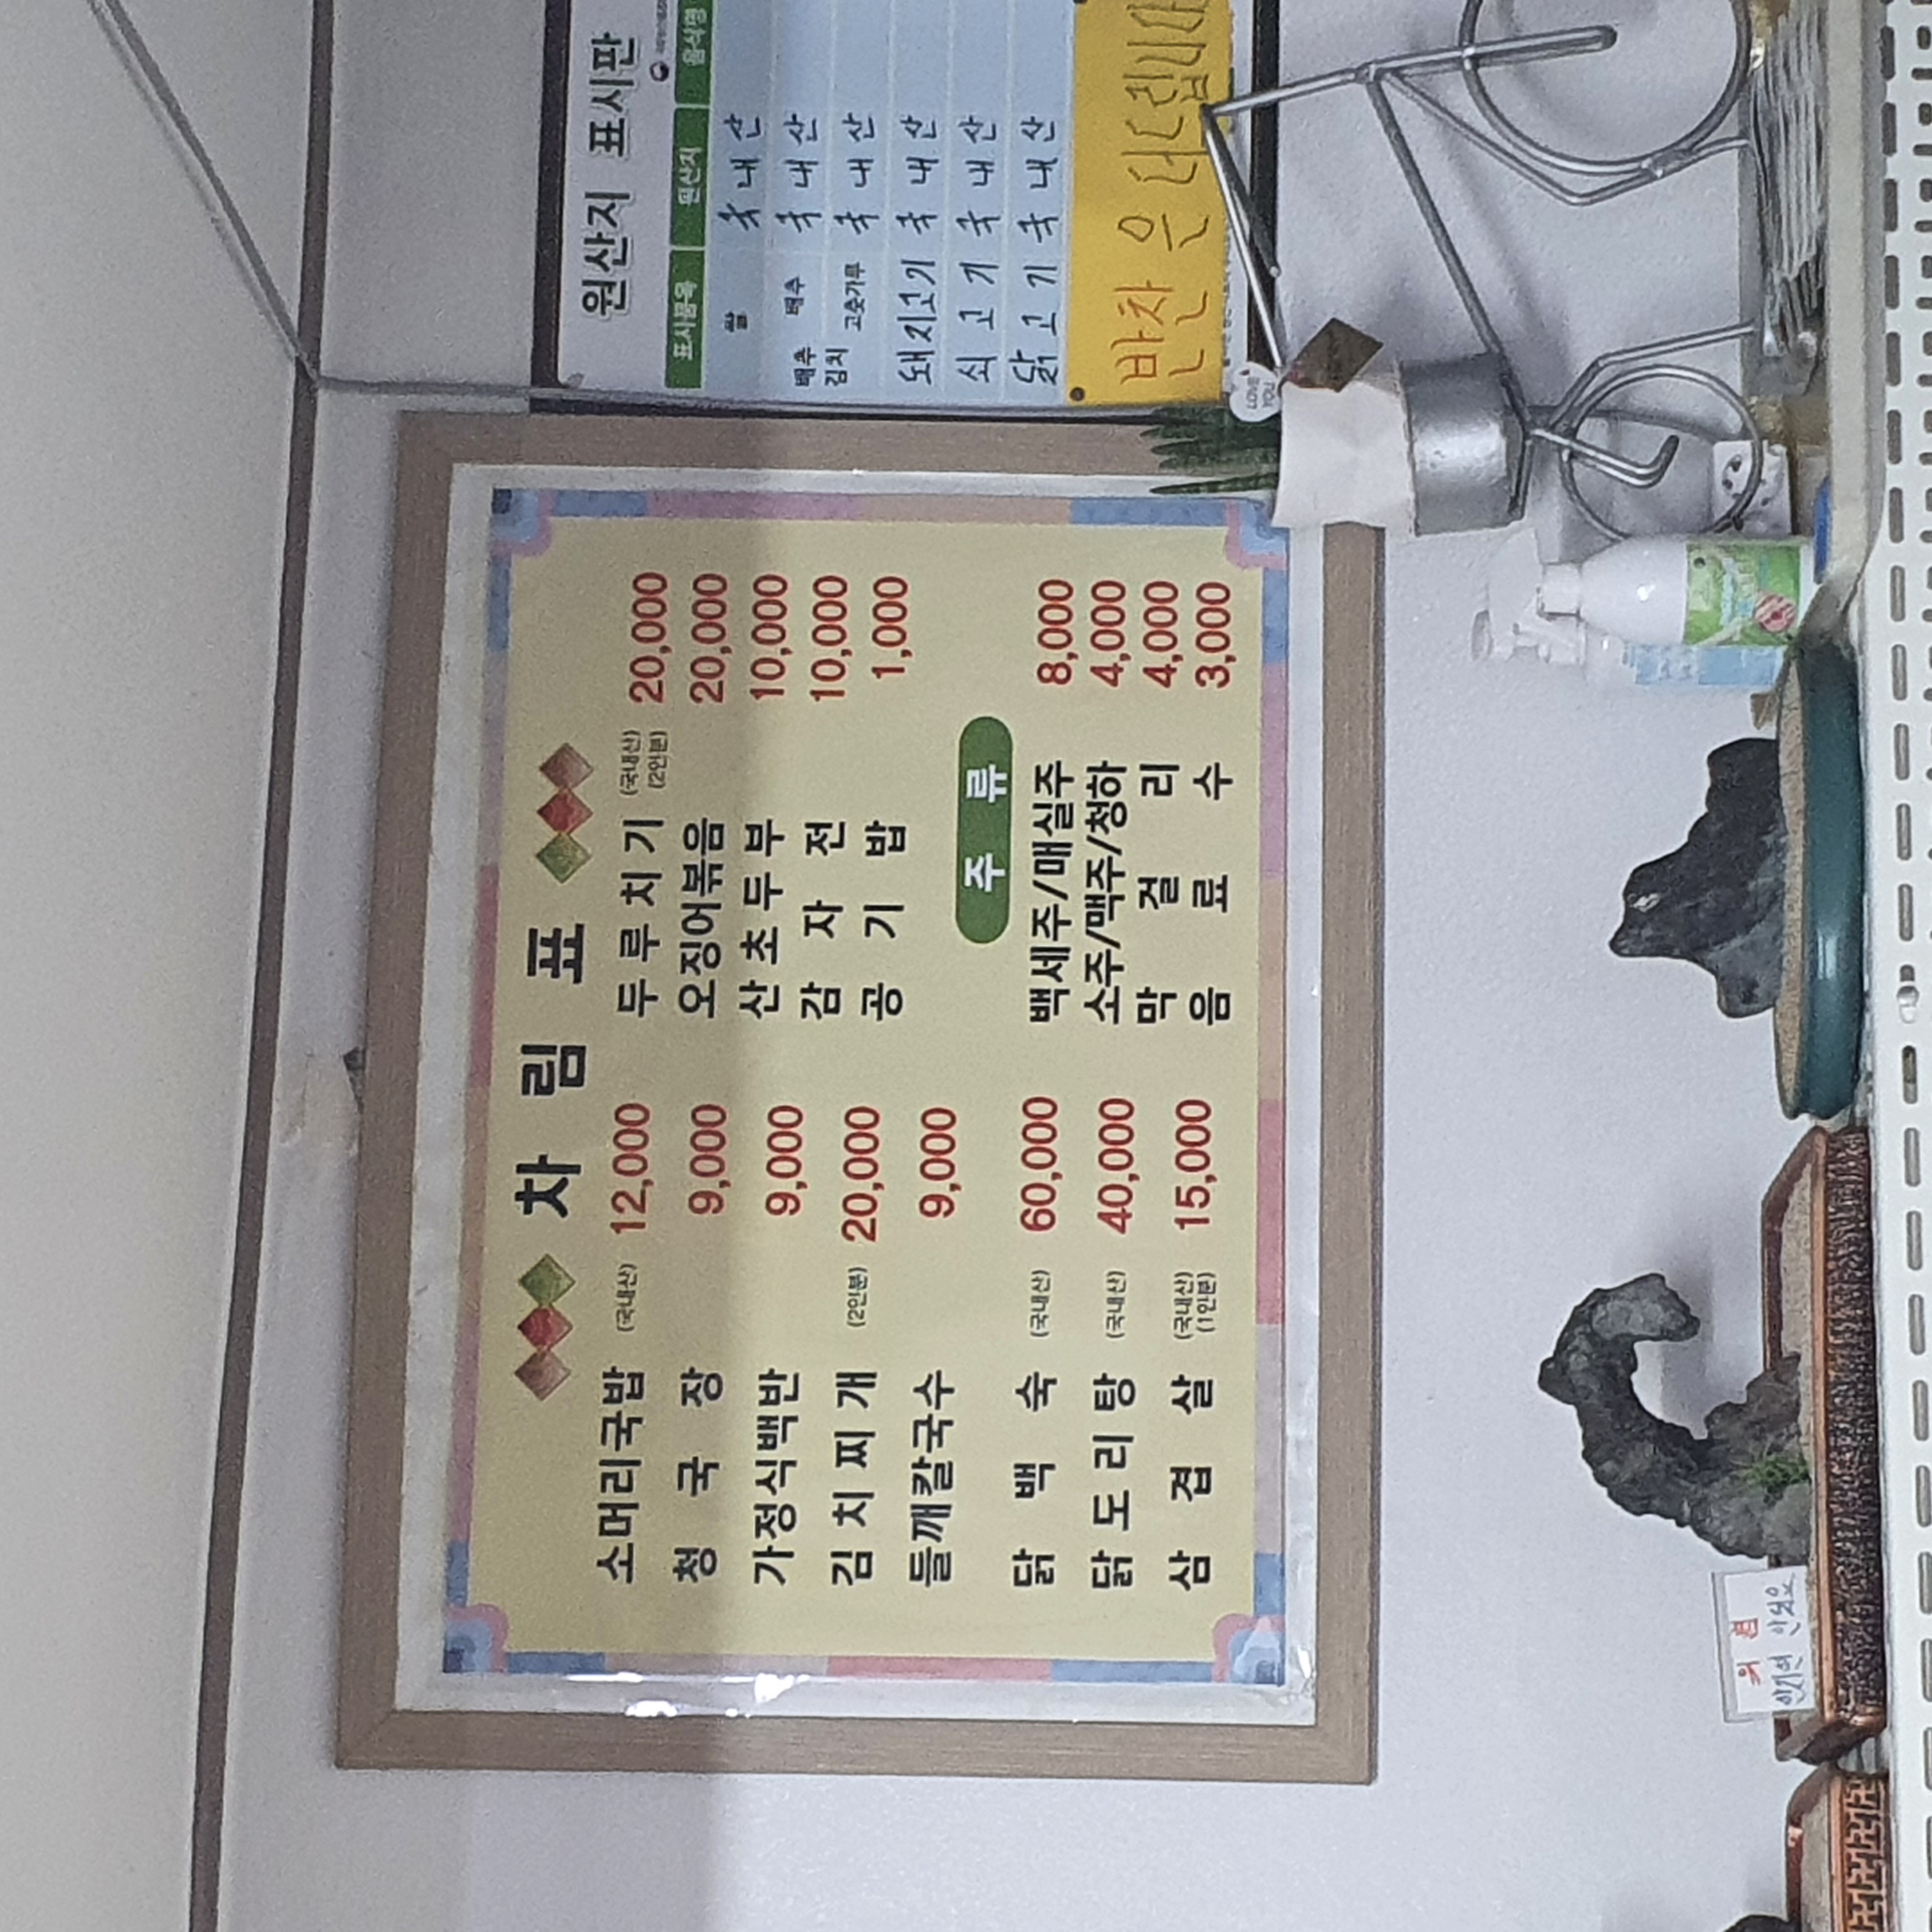 차림표
소머리국밥 (국내산) 12,000
청국장 9,000
가정식백반 9,000
김치찌개 (2인분) 20,000
들깨칼국수 9,000
닭백숙 (국내산) 60,000
닭도리탕 (국내산) 40,000
삼겹살 (국내산) (1인분) 15,000
두루치기 (국내산) (2인분) 20,000
오징어볶음 20,000
산초두부 10,000
감자전 10,000
공기밥 1,000
주류
백세주/매실주 8,000
소주/맥주/청하 4,000
막걸리 4,000
음료수 3,000
원산지 표시판
표시품목 원산지 음식명
쌀 국내산
배추김치 배추 국내산
고춧가루 국내산
돼지고기 국내산
쇠고기 국내산
닭고기 국내산
반찬은
LOVE
YOU
위험